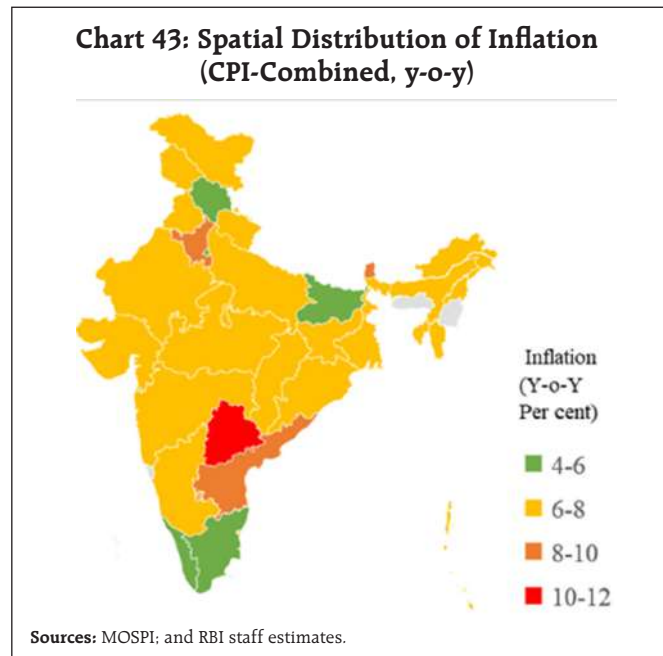 Chart 43: Spatial Distribution of Inflation
(CPI-Combined, y-o-y)
Inflation
(Y-o-Y
Per cent)
4-6
6-8
8-10
10-12
Sources: MOSPI; and RBI staff estimates.